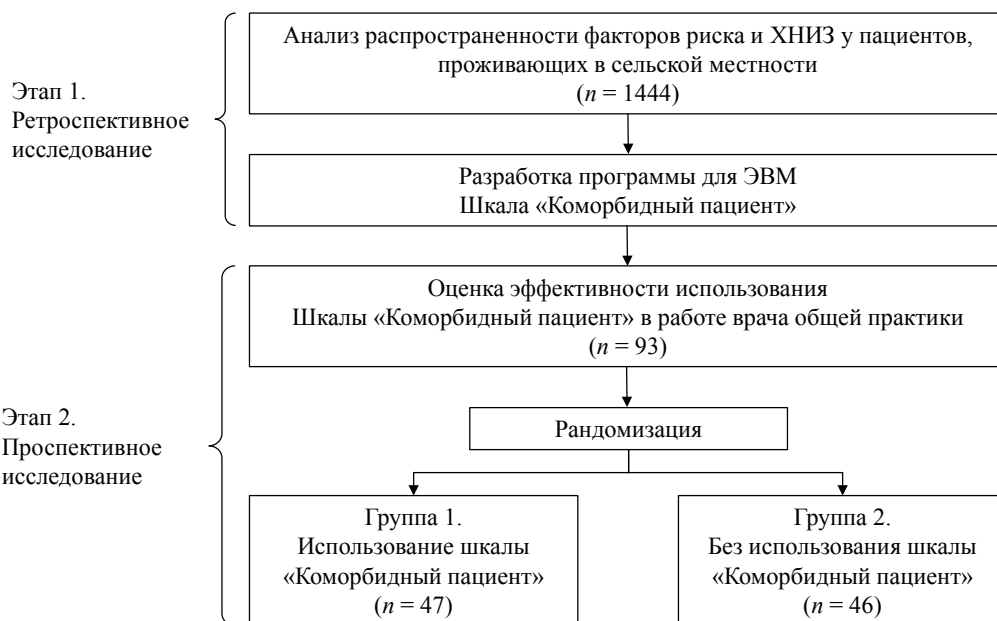 Этап 1.
Ретроспективное
исследование
Анализ распространенности факторов риска и ХНИЗ у пациентов,
проживающих в сельской местности
(n = 1444)
Разработка программы для ЭВМ
Шкала «Коморбидный пациент»
Этап 2.
Проспективное
исследование
Оценка эффективности использования
Шкалы «Коморбидный пациент» в работе врача общей практики
(n = 93)
Рандомизация
Группа 1.
Использование шкалы
«Коморбидный пациент»
(n = 47)
Группа 2.
Без использования шкалы
«Коморбидный пациент»
(n = 46)